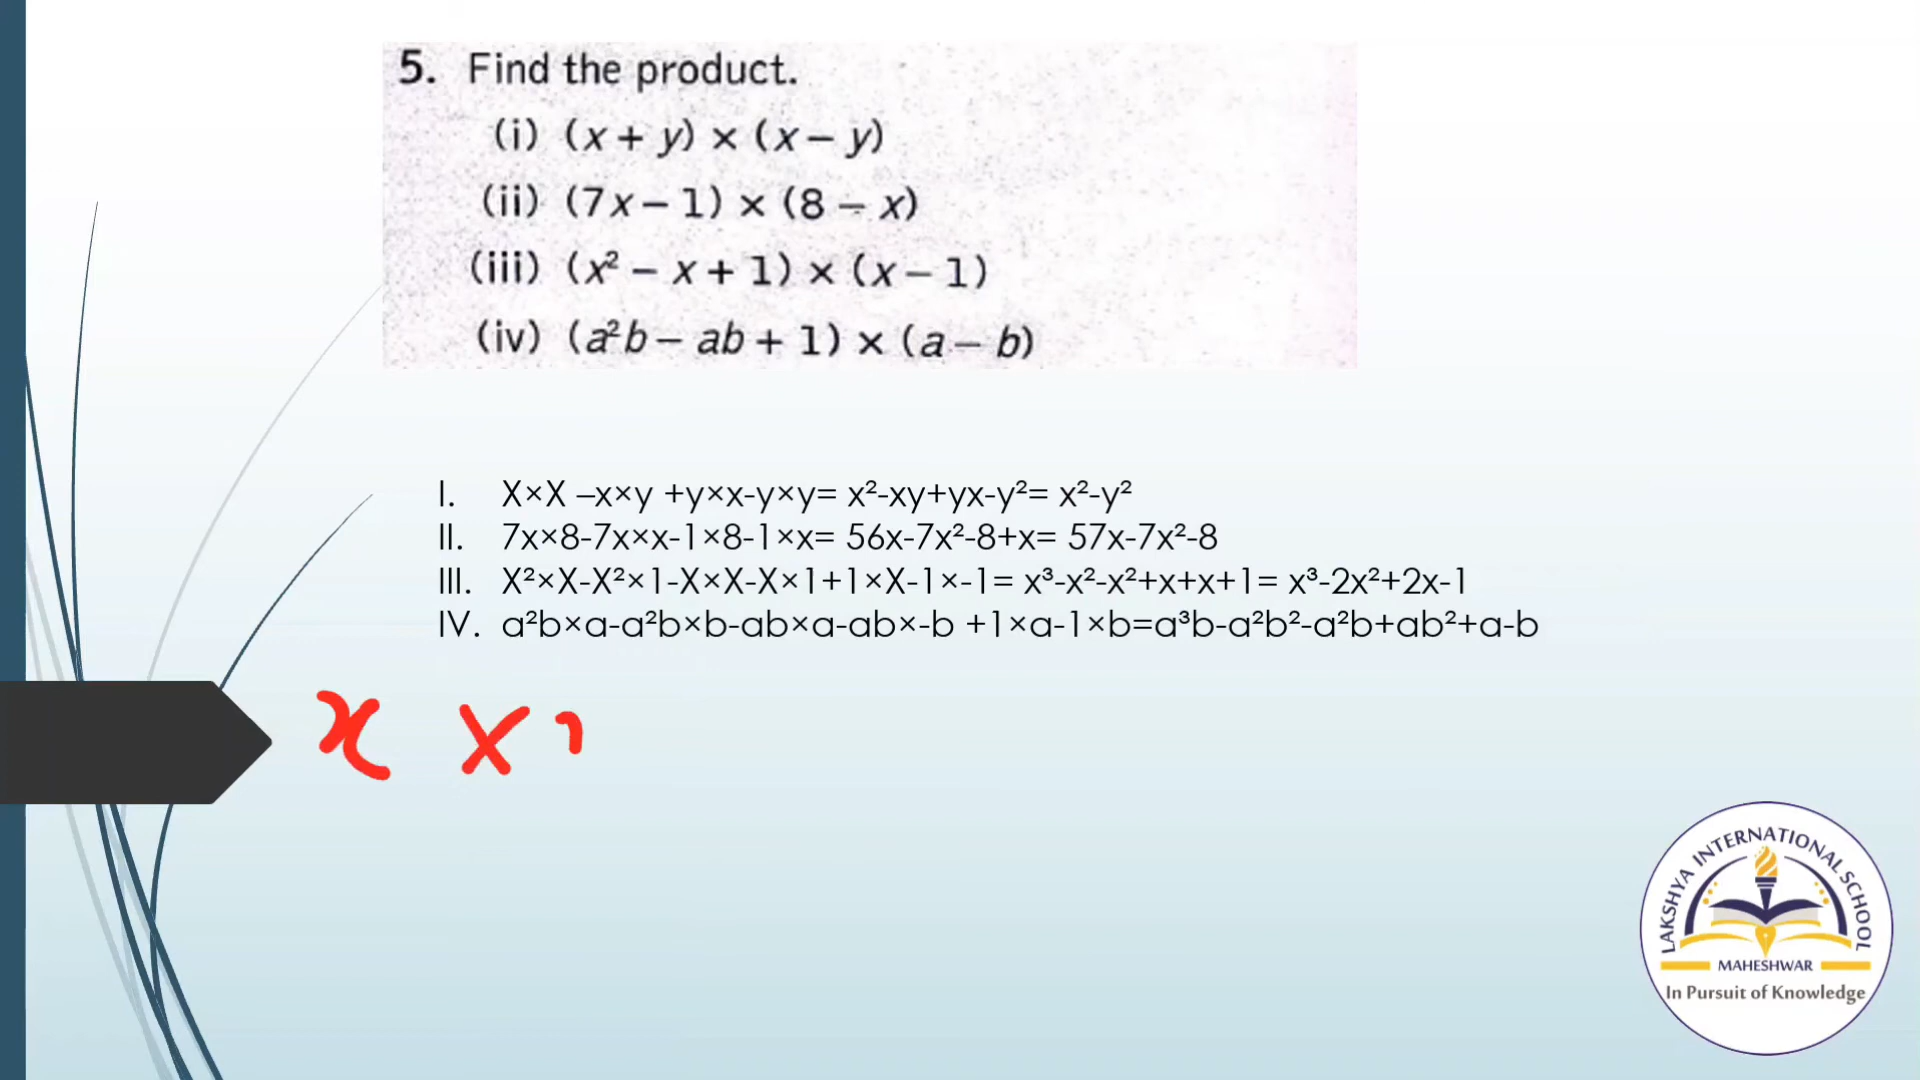 5. Find the product.
(i) (x + y) × (x – y)
(ii) (7x – 1) × (8 – x)
(iii) (x² – x + 1) × (x – 1)
(iv) (a²b – ab + 1) × (a – b)
I. X×X –x×y +y×x-y×y= x²-xy+yx-y²= x²-y²
II. 7x×8-7x×x-1×8-1×x= 56x-7x²-8+x= 57x-7x²-8
III. X²×X-X²×1-X×X-X×1+1×X-1×-1= x³-x²-x²+x+x+1= x³-2x²+2x-1
IV. a²b×a-a²b×b-ab×a-ab×-b +1×a-1×b=a³b-a²b²-a²b+ab²+a-b
x ×
LAKSHYA INTERNATIONAL SCHOOL
MAHESHWAR
In Pursuit of Knowledge